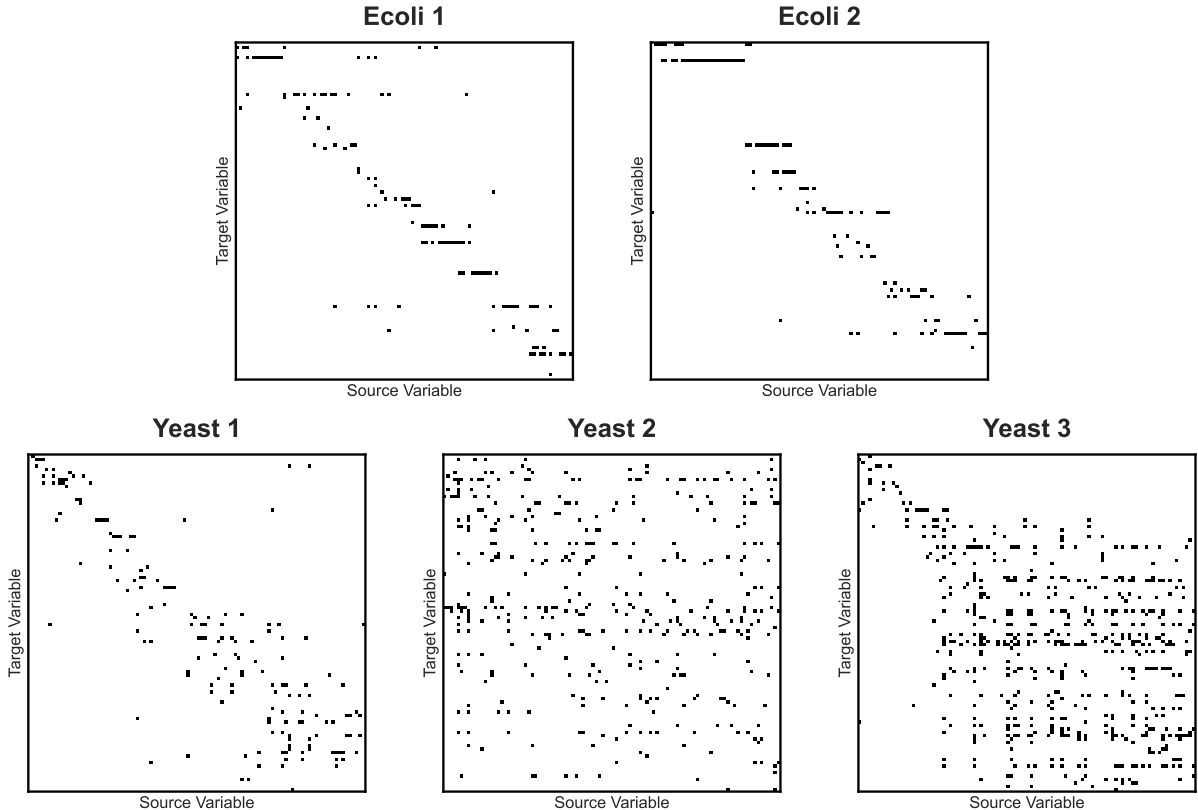 Ecoli 1
Ecoli 2
Target Variable
Source Variable
Target Variable
Source Variable
Yeast 1
Yeast 2
Yeast 3
Target Variable
Source Variable
Target Variable
Source Variable
Target Variable
Source Variable